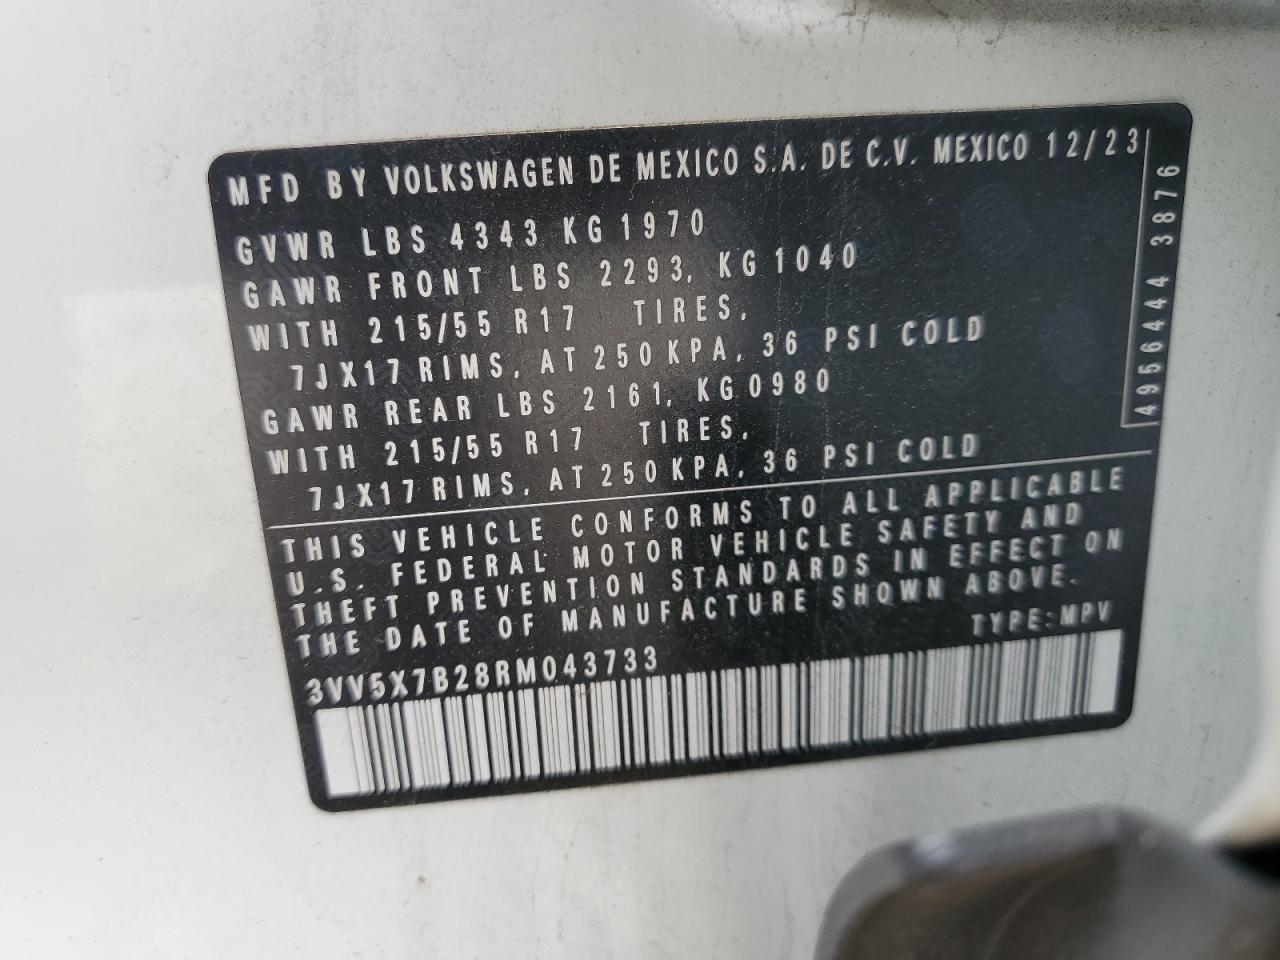 MFD BY VOLKSWAGEN DE MEXICO S.A. DE C.V. MEXICO 12/23
GVWR LBS 4343 KG 1970
GAWR FRONT LBS 2293, KG 1040
WITH 215/55 R17 TIRES,
7JX17 RIMS, AT 250 KPA, 36 PSI COLD
GAWR REAR LBS 2161, KG 0980
WITH 215/55 R17 TIRES,
7JX17 RIMS, AT 250 KPA, 36 PSI COLD
4956444 3876
THIS VEHICLE CONFORMS TO ALL APPLICABLE
U.S. FEDERAL MOTOR VEHICLE SAFETY AND
THEFT PREVENTION STANDARDS IN EFFECT ON
THE DATE OF MANUFACTURE SHOWN ABOVE.
TYPE:MPV
3VV5X7B28RM043733